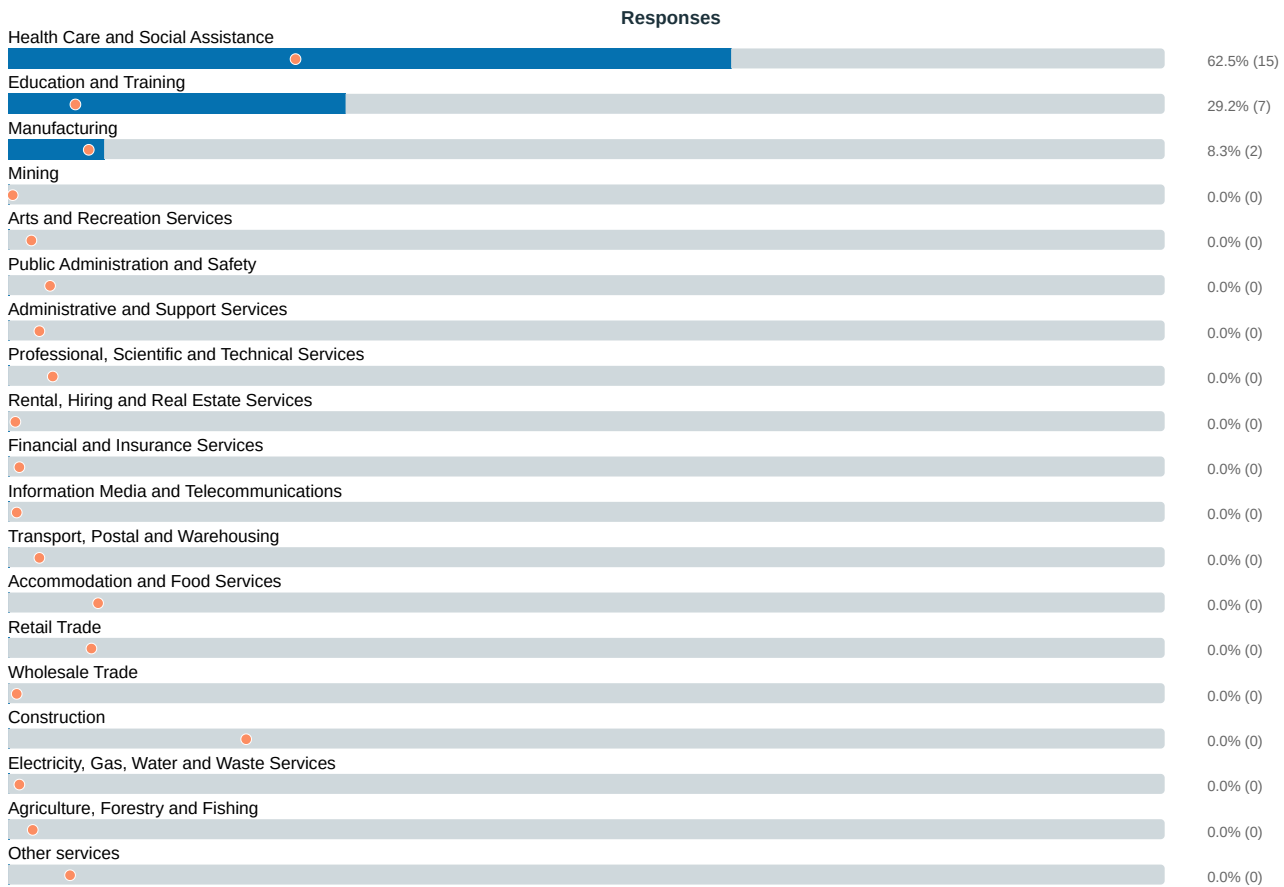 Responses
Health Care and Social Assistance
62.5% (15)
Education and Training
29.2% (7)
Manufacturing
8.3% (2)
Mining
0.0% (0)
Arts and Recreation Services
0.0% (0)
Public Administration and Safety
0.0% (0)
Administrative and Support Services
0.0% (0)
Professional, Scientific and Technical Services
0.0% (0)
Rental, Hiring and Real Estate Services
0.0% (0)
Financial and Insurance Services
0.0% (0)
Information Media and Telecommunications
0.0% (0)
Transport, Postal and Warehousing
0.0% (0)
Accommodation and Food Services
0.0% (0)
Retail Trade
0.0% (0)
Wholesale Trade
0.0% (0)
Construction
0.0% (0)
Electricity, Gas, Water and Waste Services
0.0% (0)
Agriculture, Forestry and Fishing
0.0% (0)
Other services
0.0% (0)